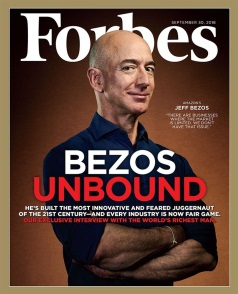 SEPTEMBER 30, 2018
Forbes
AMAZON'S
JEFF BEZOS
"THERE ARE BUSINESSES
WHERE THE MARKET
IS LIMITED. WE DON'T
HAVE THAT ISSUE."
BEZOS
UNBOUND
HE'S BUILT THE MOST INNOVATIVE AND FEARED JUGGERNAUT
OF THE 21ST CENTURY—AND EVERY INDUSTRY IS NOW FAIR GAME.
OUR EXCLUSIVE INTERVIEW WITH THE WORLD'S RICHEST MAN.